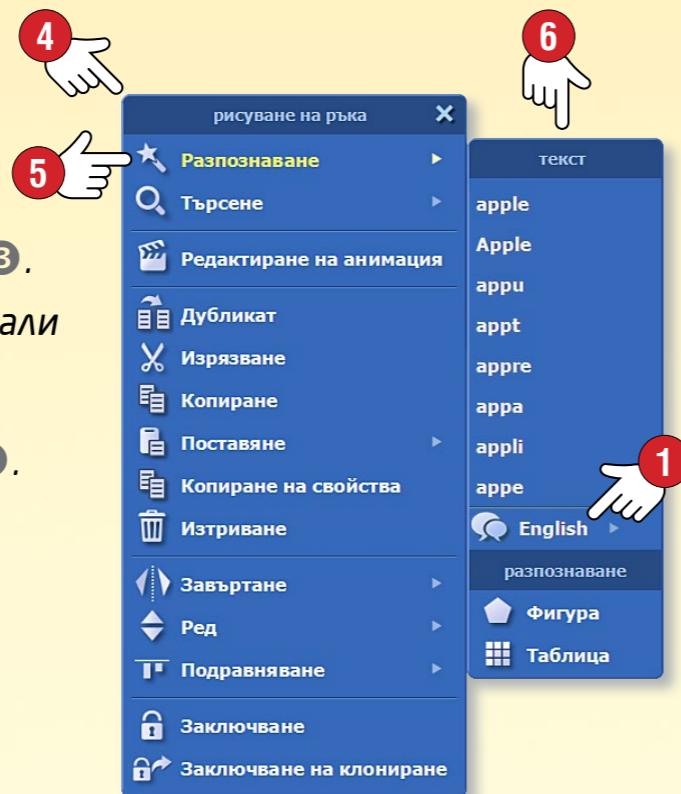 4
6
5
рисуване на ръка
Разпознаване
Търсене
Редактиране на анимация
Дубликат
Изрязване
Копиране
Поставяне
Копиране на свойства
Изтриване
Завъртане
Ред
Подравняване
Заключване
Заключване на клониране
текст
apple
Apple
appu
appt
appre
appa
appli
appe
1
English
разпознаване
Фигура
Таблица
3.
али
.